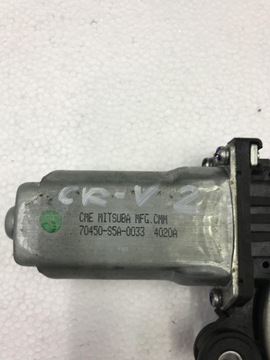 CR-V 2
CME MITSUBA MFG.CMM
70450-S5A-0033 4020A